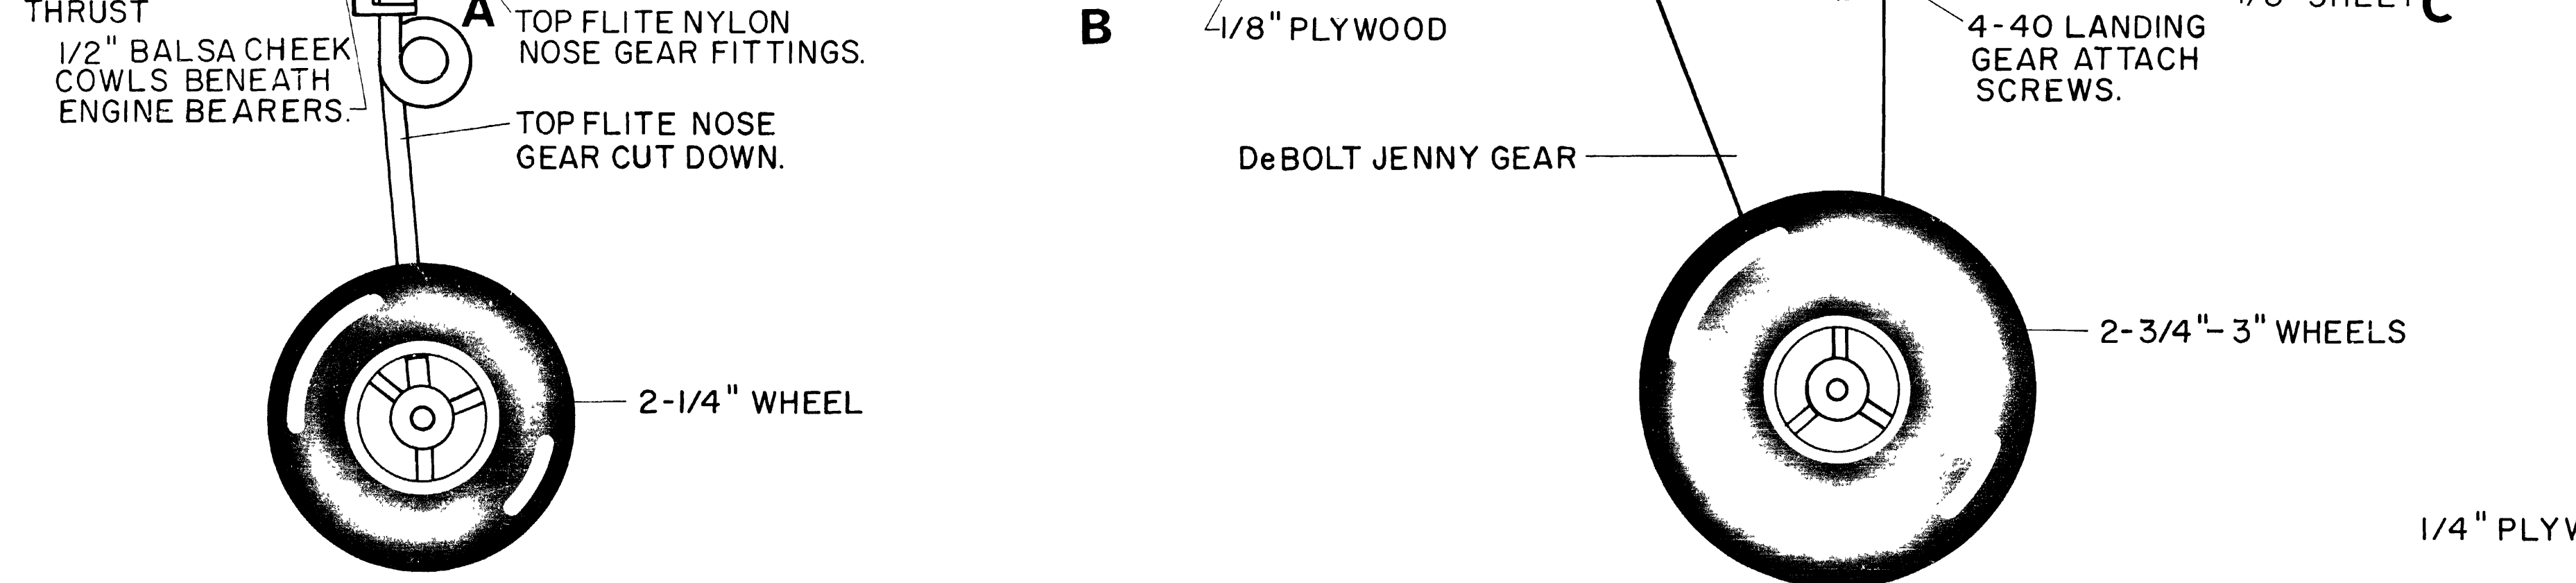 THRUST
1/2" BALSA CHEEK
COWLS BENEATH
ENGINE BEARERS.
A
TOP FLITE NYLON
NOSE GEAR FITTINGS.
TOP FLITE NOSE
GEAR CUT DOWN.
2-1/4" WHEEL
B
1/8" PLYWOOD
DeBOLT JENNY GEAR
4-40 LANDING
GEAR ATTACH
SCREWS.
C
2-3/4"-3" WHEELS
1/4"